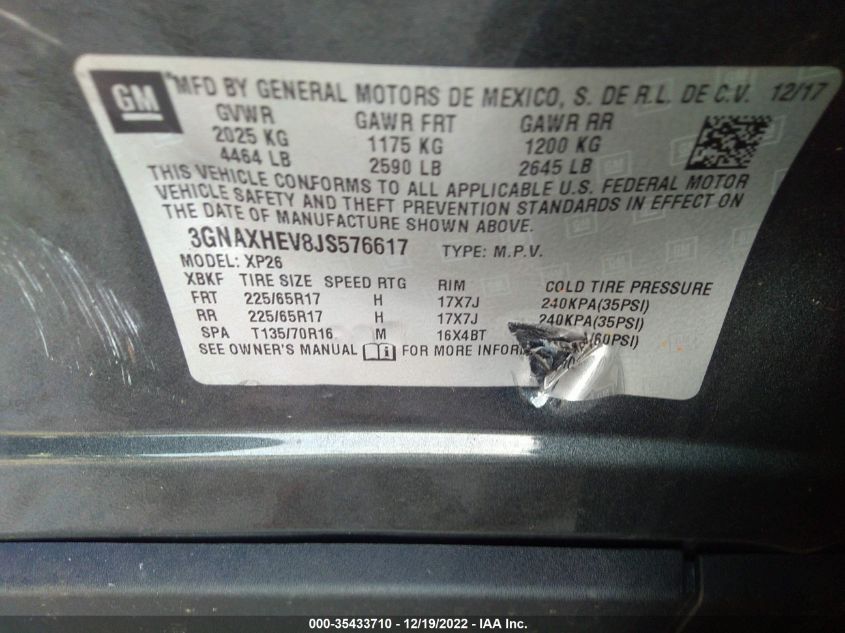 GM
MFD BY GENERAL MOTORS DE MEXICO, S. DE R.L. DE C.V. 12/17
GVWR GAWR FRT GAWR RR
2025 KG 1175 KG 1200 KG
4464 LB 2590 LB 2645 LB
THIS VEHICLE CONFORMS TO ALL APPLICABLE U.S. FEDERAL MOTOR
VEHICLE SAFETY AND THEFT PREVENTION STANDARDS IN EFFECT ON
THE DATE OF MANUFACTURE SHOWN ABOVE.
3GNAXHEV8JS576617 TYPE: M.P.V.
MODEL: XP26
XBKF TIRE SIZE SPEED RTG RIM COLD TIRE PRESSURE
FRT 225/65R17 H 17X7J 240KPA(35PSI)
RR 225/65R17 H 17X7J 240KPA(35PSI)
SPA T135/70R16 M 16X4BT (60PSI)
SEE OWNER'S MANUAL FOR MORE
000-35433710 - 12/19/2022 - IAA Inc.